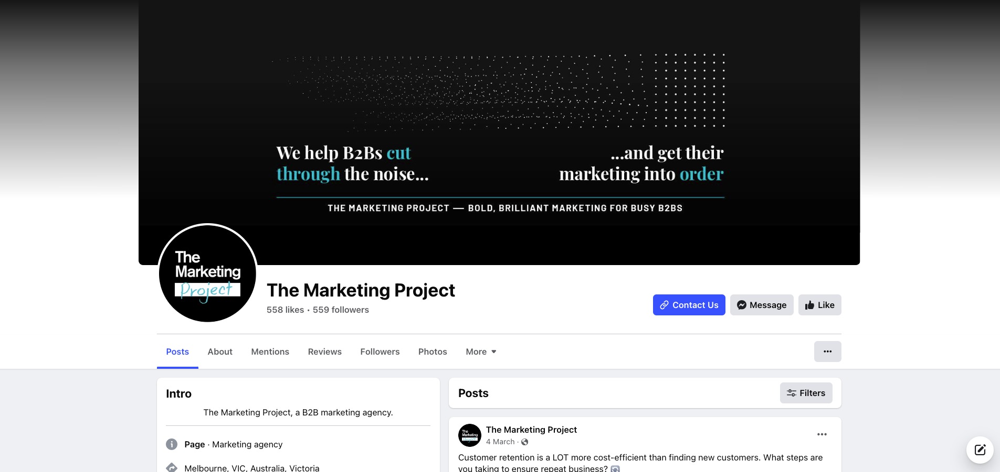 We help B2Bs cut
through the noise...
...and get their
marketing into order
THE MARKETING PROJECT — BOLD, BRILLIANT MARKETING FOR BUSY B2BS
The
Marketing
Project
The Marketing Project
558 likes • 559 followers
Contact Us
Message
Like
Posts
About
Mentions
Reviews
Followers
Photos
More
Intro
The Marketing Project, a B2B marketing agency.
Page · Marketing agency
Melbourne, VIC, Australia, Victoria
Posts
Filters
The
Marketing
Project
The Marketing Project
4 March ·
Customer retention is a LOT more cost-efficient than finding new customers. What steps are
you taking to ensure repeat business?